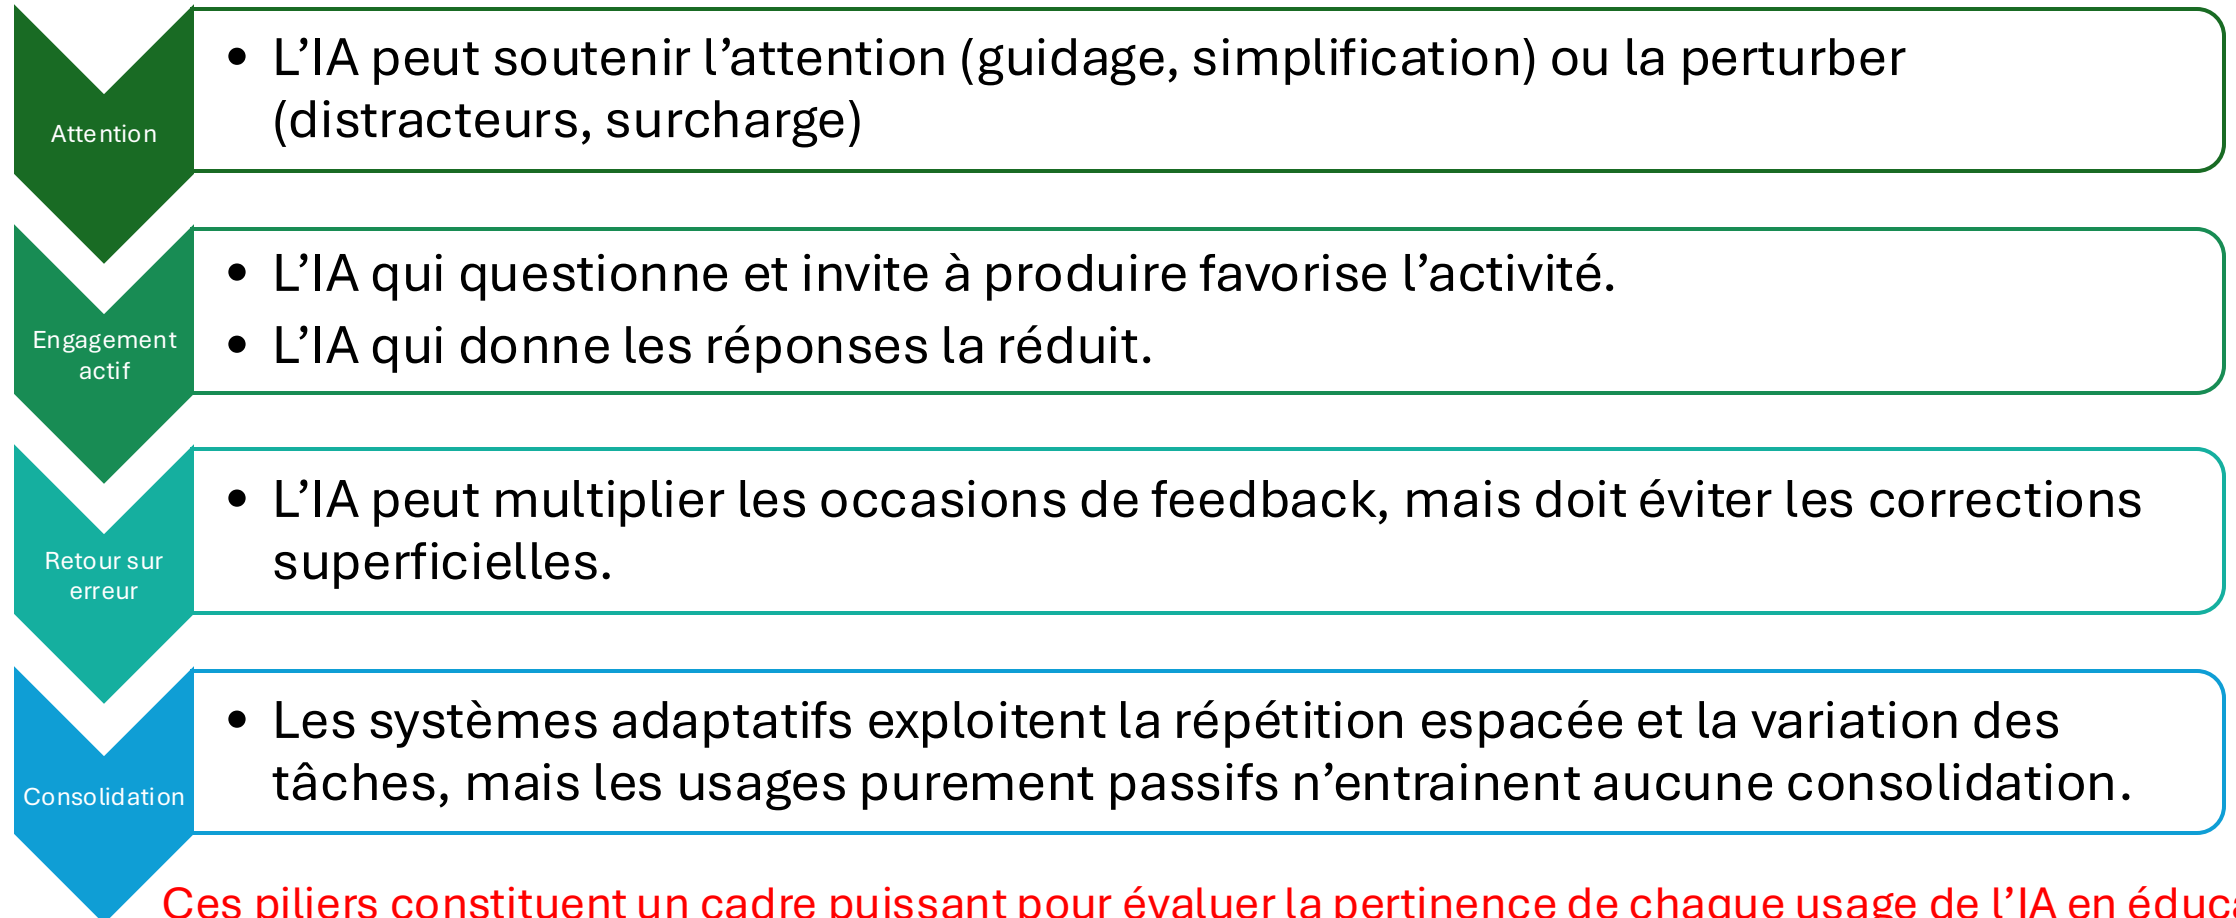 Attention
• L’IA peut soutenir l’attention (guidage, simplification) ou la perturber
(distracteurs, surcharge)
Engagement
actif
• L’IA qui questionne et invite à produire favorise l’activité.
• L’IA qui donne les réponses la réduit.
Retour sur
erreur
• L’IA peut multiplier les occasions de feedback, mais doit éviter les corrections
superficielles.
Consolidation
• Les systèmes adaptatifs exploitent la répétition espacée et la variation des
tâches, mais les usages purement passifs n’entrainent aucune consolidation.
Ces piliers constituent un cadre puissant pour évaluer la pertinence de chaque usage de l’IA en